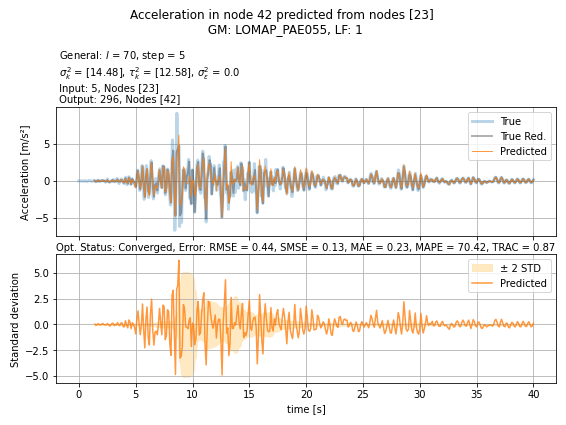 Acceleration in node 42 predicted from nodes [23]
GM: LOMAP_PAE055, LF: 1
General: l = 70, step = 5
σ²ₖ = [14.48], τ²ₖ = [12.58], σ²ε = 0.0
Input: 5, Nodes [23]
Output: 296, Nodes [42]
True
True Red.
Predicted
Acceleration [m/s²]
5
0
−5
Opt. Status: Converged, Error: RMSE = 0.44, SMSE = 0.13, MAE = 0.23, MAPE = 70.42, TRAC = 0.87
± 2 STD
Predicted
Standard deviation
5.0
2.5
0.0
−2.5
−5.0
0 5 10 15 20 25 30 35 40
time [s]